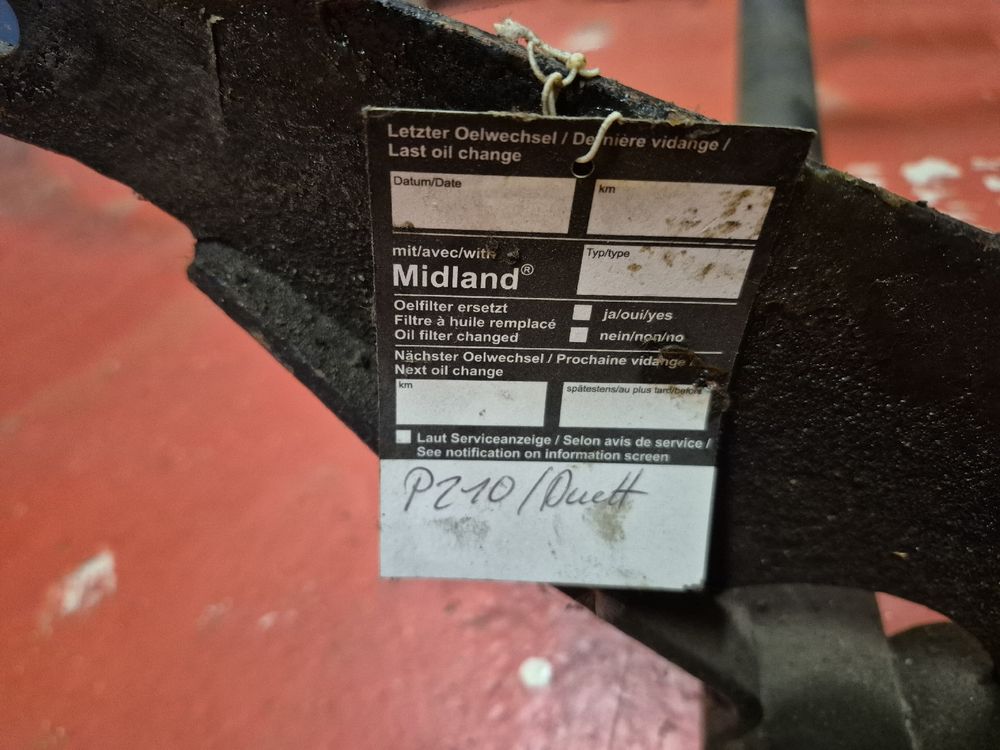 Letzter Oelwechsel / Dernière vidange /
Last oil change
Datum/Date
km
mit/avec/with
Typ/type
Midland®
Oelfilter ersetzt
Filtre à huile remplacé
Oil filter changed
ja/oui/yes
nein/non/no
Nächster Oelwechsel / Prochaine vidange /
Next oil change
km
spätestens/au plus tard/before
Laut Serviceanzeige / Selon avis de service /
See notification on information screen
P210/Duett